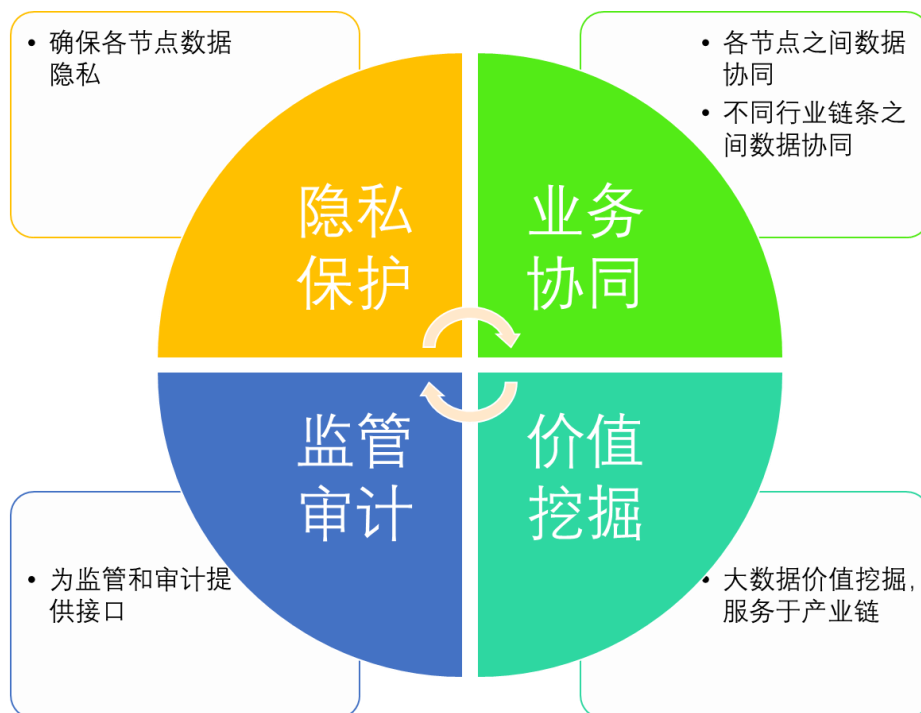 • 确保各节点数据
隐私
• 各节点之间数据
协同
• 不同行业链条之
间数据协同
隐私
保护
业务
协同
监管
审计
价值
挖掘
• 为监管和审计提
供接口
• 大数据价值挖掘,
服务于产业链